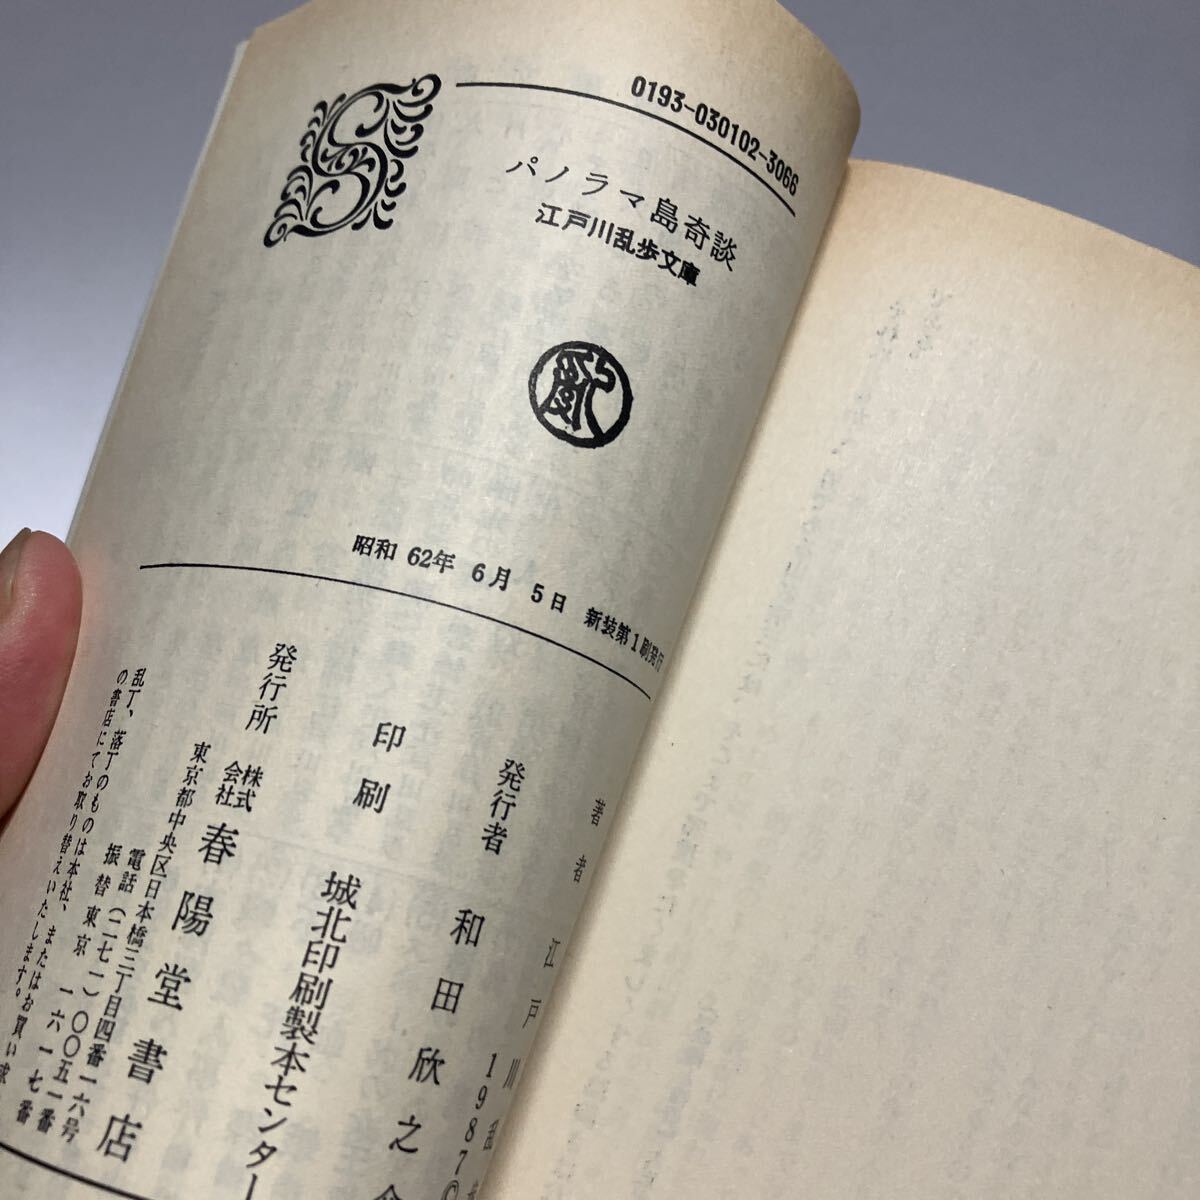 0193-030102-3066
パノラマ島奇談
江戸川乱歩文庫
昭和 62年 6月 5日 新装第1刷発行
著者 江戸川
1987©
発行者 和田欣之
印刷 城北印刷製本センター
発行所 株式会社 春陽堂書店
東京都中央区日本橋三丁目四番一六号
電話(二七一)〇〇五一番
振替東京 一六一七番
乱丁、落丁のものは本社、またはお買い求
の書店にてお取り替えいたします。